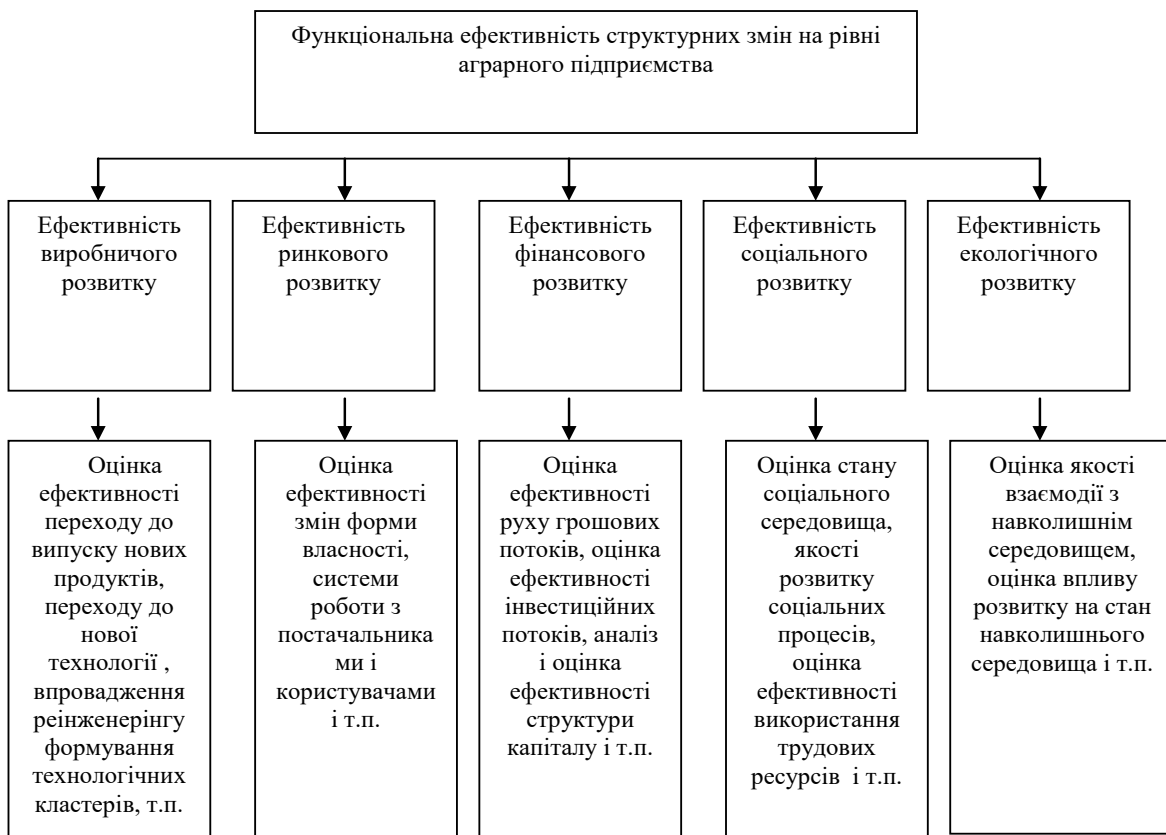 Функціональна ефективність структурних змін на рівні
аграрного підприємства
Ефективність
виробничого
розвитку
Ефективність
ринкового
розвитку
Ефективність
фінансового
розвитку
Ефективність
соціального
розвитку
Ефективність
екологічного
розвитку
Оцінка
ефективності
переходу до
випуску нових
продуктів,
переходу до
нової
технології ,
впровадження
реінженерінгу
формування
технологічних
кластерів, т.п.
Оцінка
ефективності
змін форми
власності,
системи
роботи з
постачальника
ми і
користувачами
і т.п.
Оцінка
ефективності
руху грошових
потоків, оцінка
ефективності
інвестиційних
потоків, аналіз
і оцінка
ефективності
структури
капіталу і т.п.
Оцінка стану
соціального
середовища,
якості
розвитку
соціальних
процесів,
оцінка
ефективності
використання
трудових
ресурсів і т.п.
Оцінка якості
взаємодії з
навколишнім
середовищем,
оцінка впливу
розвитку на стан
навколишнього
середовища і т.п.